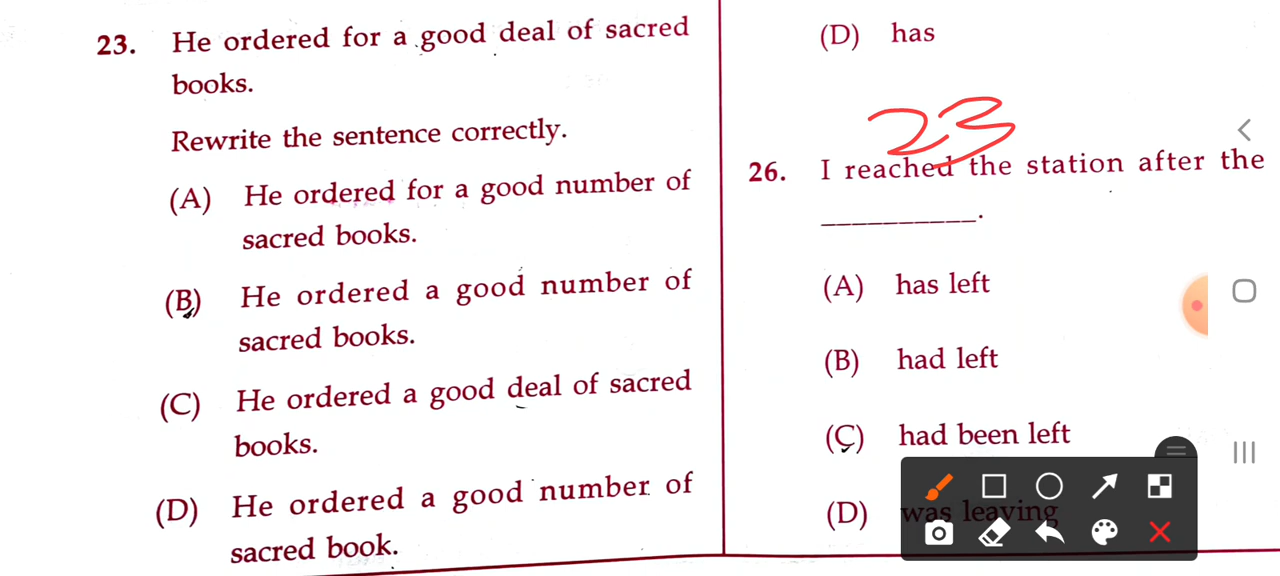 23. He ordered for a good deal of sacred
books.
Rewrite the sentence correctly.
(A) He ordered for a good number of
sacred books.
(B) He ordered a good number of
sacred books.
(C) He ordered a good deal of sacred
books.
(D) He ordered a good number of
sacred book.
(D) has
23
26. I reached the station after the
__________.
(A) has left
(B) had left
(C) had been left
(D) was leaving